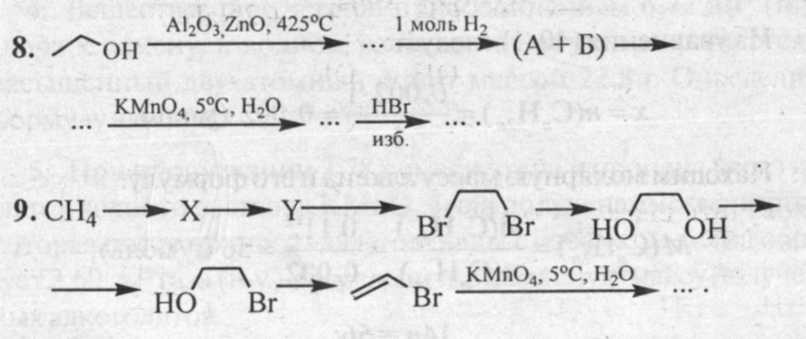 8. OH Al₂O₃, ZnO, 425°C ... 1 моль H₂ (А + Б)
... KMnO₄, 5°C, H₂O ... HBr изб. ....
9. CH₄ X Y Br Br HO OH
HO Br Br KMnO₄, 5°C, H₂O ...